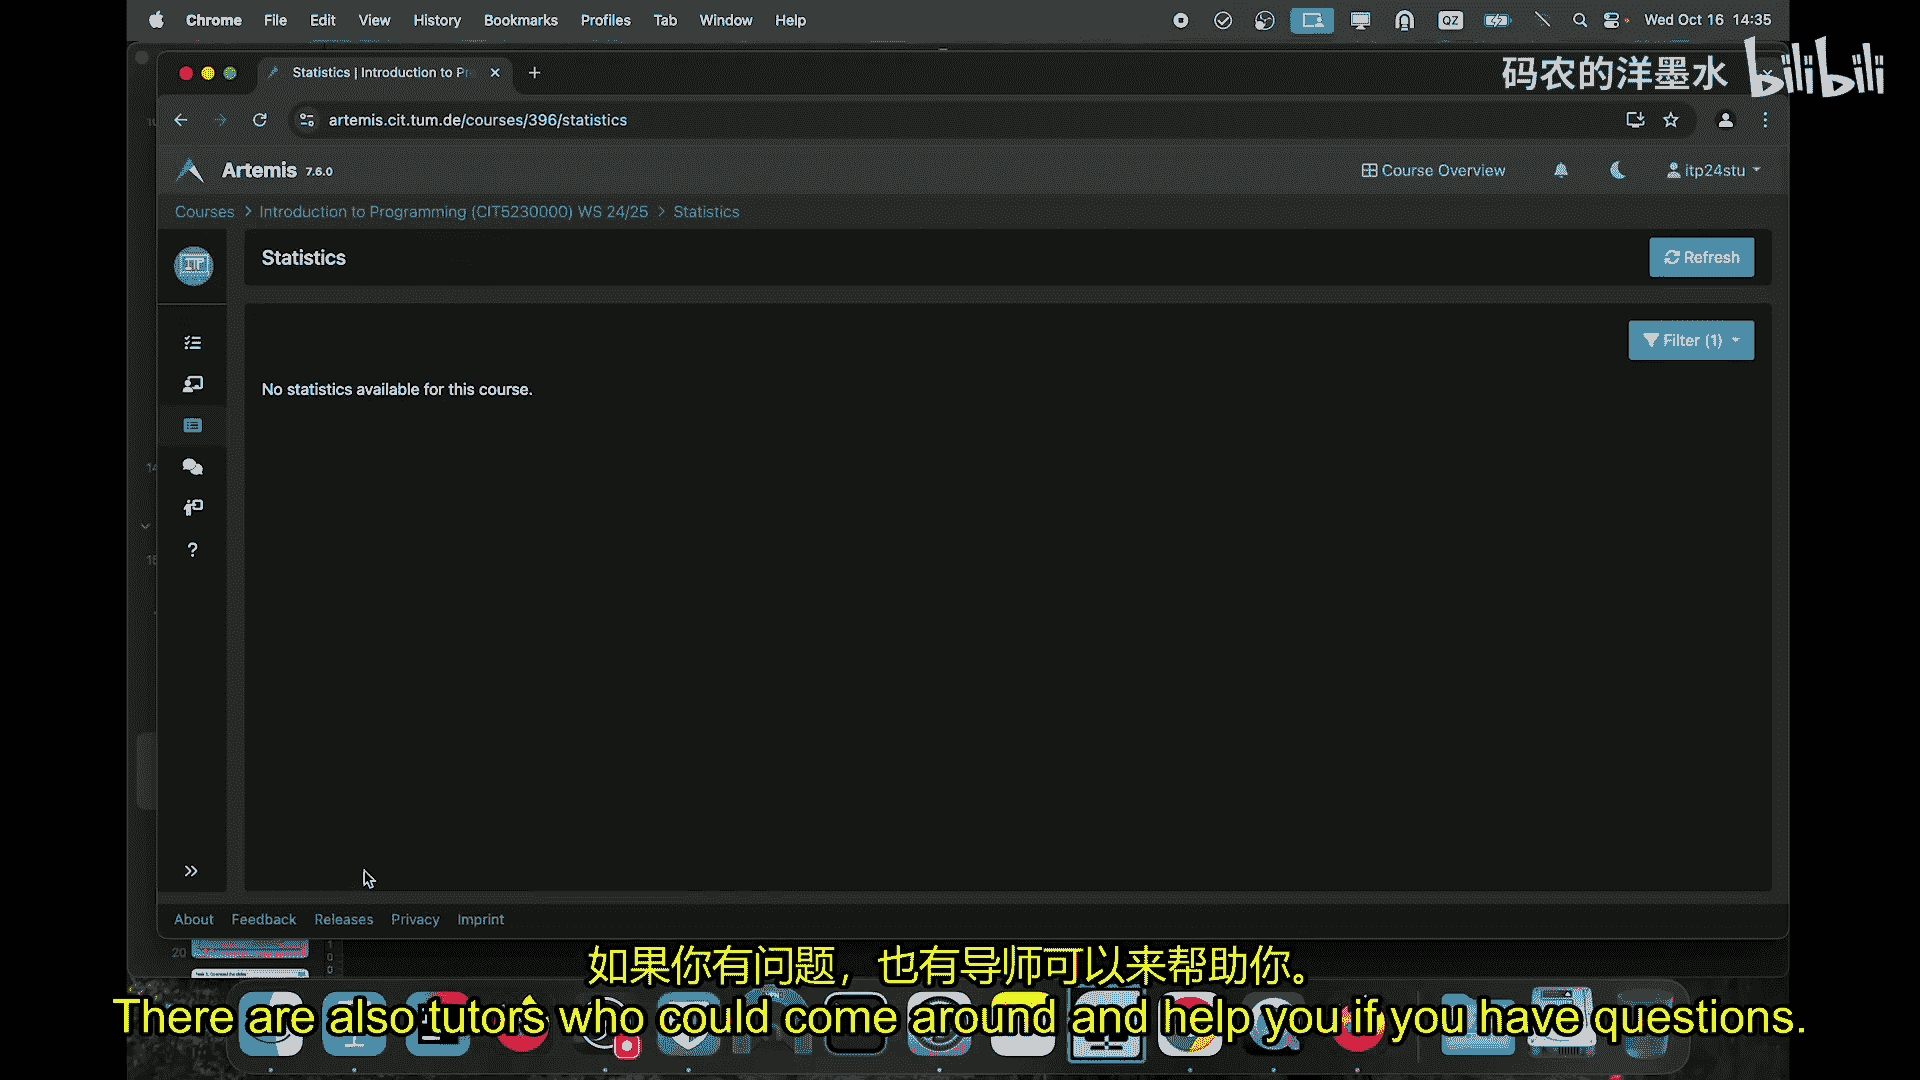 Chrome File Edit View History Bookmarks Profiles Tab Window Help QZ Wed Oct 16 14:35
Statistics | Introduction to Pr
码农的洋墨水 bilibili
artemis.cit.tum.de/courses/396/statistics
Artemis 7.6.0 Course Overview itp24stu
Courses > Introduction to Programming (CIT5230000) WS 24/25 > Statistics
ITP
Statistics
Refresh
Filter (1)
No statistics available for this course.
14
15
About Feedback Releases Privacy Imprint
20
如果你有问题，也有导师可以来帮助你。
There are also tutors who could come around and help you if you have questions.